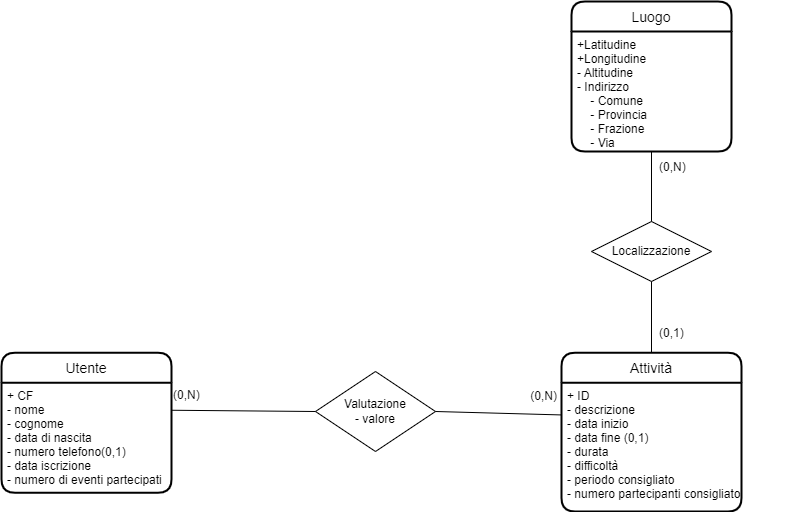 Luogo
+Latitudine
+Longitudine
- Altitudine
- Indirizzo
- Comune
- Provincia
- Frazione
- Via
(0,N)
Localizzazione
(0,1)
Utente
+ CF
- nome
- cognome
- data di nascita
- numero telefono(0,1)
- data iscrizione
- numero di eventi partecipati
(0,N)
Valutazione
- valore
(0,N)
Attività
+ ID
- descrizione
- data inizio
- data fine (0,1)
- durata
- difficoltà
- periodo consigliato
- numero partecipanti consigliato